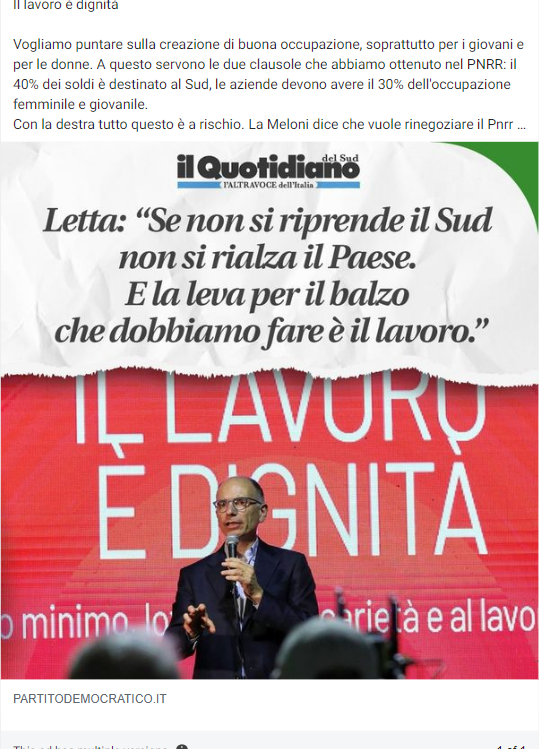 Il lavoro è dignità
Vogliamo puntare sulla creazione di buona occupazione, soprattutto per i giovani e
per le donne. A questo servono le due clausole che abbiamo ottenuto nel PNRR: il
40% dei soldi è destinato al Sud, le aziende devono avere il 30% dell'occupazione
femminile e giovanile.
Con la destra tutto questo è a rischio. La Meloni dice che vuole rinegoziare il Pnrr ...
il Quotidiano
del Sud
l'ALTRAVOCE dell'Italia
Letta: “Se non si riprende il Sud
non si rialza il Paese.
E la leva per il balzo
che dobbiamo fare è il lavoro.”
IL LAVORO
È DIGNITÀ
o minimo, lo arietà e al lavo
PARTITODEMOCRATICO.IT
This ad has multiple versions
1 of 1